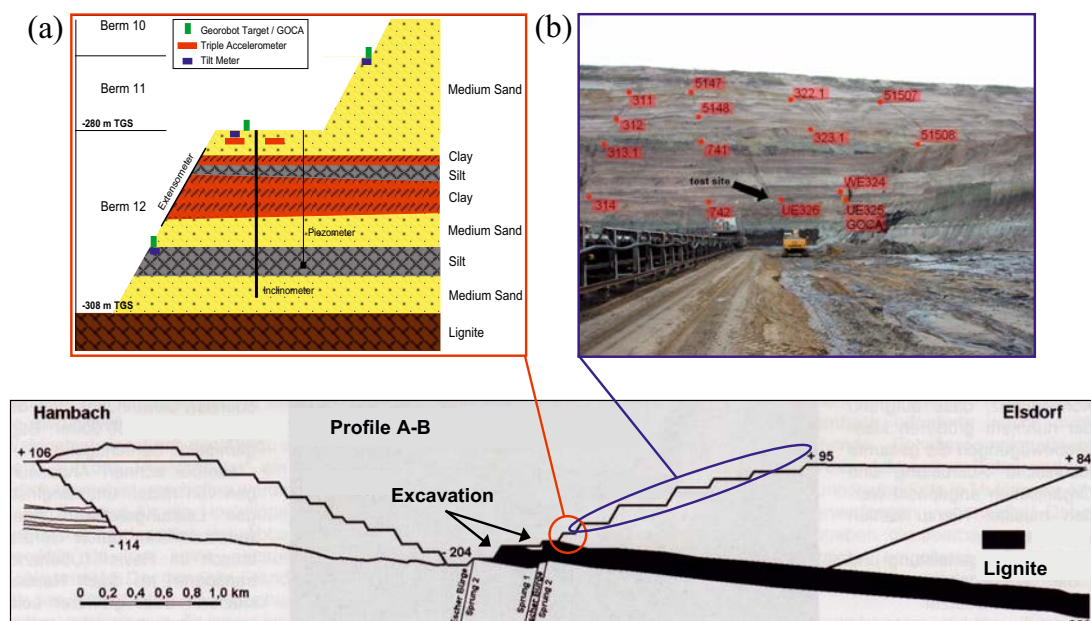 (a)
Berm 10
Georobot Target / GOCA
Triple Accelerometer
Tilt Meter
Berm 11
Medium Sand
-280 m TGS
Extensometer
Clay
Silt
Clay
Berm 12
Medium Sand
Piezometer
Silt
Inclinometer
Medium Sand
-308 m TGS
Lignite
(b)
5147
311
322.1
51507
5148
312
323.1
51508
313.1
741
test site
WE324
314
742
UE326
UE325
GOCA
Hambach
Profile A-B
Elsdorf
+ 106
+ 95
+ 84
Excavation
- 114
- 204
Lignite
0 0,2 0,4 0,6 0,8 1,0 km
Sprung 2
Sprung 1
Sprung 2